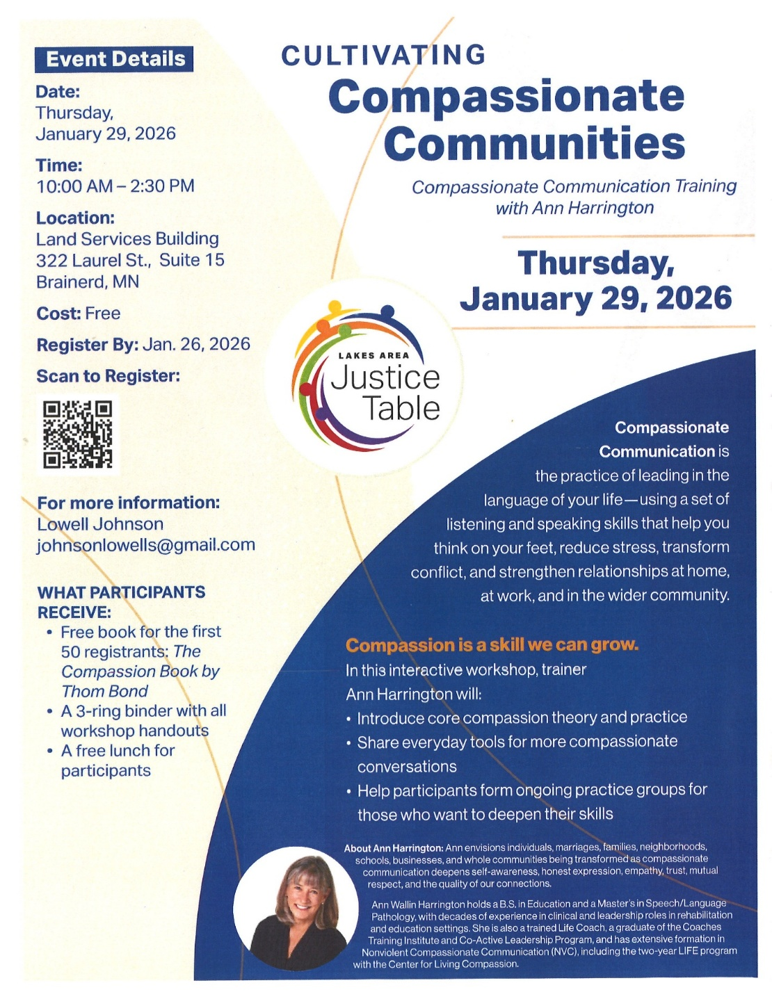 Event Details
Date:
Thursday,
January 29, 2026
Time:
10:00 AM – 2:30 PM
Location:
Land Services Building
322 Laurel St., Suite 15
Brainerd, MN
Cost: Free
Register By: Jan. 26, 2026
Scan to Register:
For more information:
Lowell Johnson
johnsonlowells@gmail.com
WHAT PARTICIPANTS
RECEIVE:
• Free book for the first
50 registrants: The
Compassion Book by
Thom Bond
• A 3-ring binder with all
workshop handouts
• A free lunch for
participants
CULTIVATING
Compassionate
Communities
Compassionate Communication Training
with Ann Harrington
Thursday,
January 29, 2026
LAKES AREA
Justice
Table
Compassionate
Communication is
the practice of leading in the
language of your life—using a set of
listening and speaking skills that help you
think on your feet, reduce stress, transform
conflict, and strengthen relationships at home,
at work, and in the wider community.
Compassion is a skill we can grow.
In this interactive workshop, trainer
Ann Harrington will:
• Introduce core compassion theory and practice
• Share everyday tools for more compassionate
conversations
• Help participants form ongoing practice groups for
those who want to deepen their skills
About Ann Harrington: Ann envisions individuals, marriages, families, neighborhoods,
schools, businesses, and whole communities being transformed as compassionate
communication deepens self-awareness, honest expression, empathy, trust, mutual
respect, and the quality of our connections.
Ann Wallin Harrington holds a B.S. in Education and a Master's in Speech/Language
Pathology, with decades of experience in clinical and leadership roles in rehabilitation
and education settings. She is also a trained Life Coach, a graduate of the Coaches
Training Institute and Co-Active Leadership Program, and has extensive formation in
Nonviolent Compassionate Communication (NVC), including the two-year LIFE program
with the Center for Living Compassion.